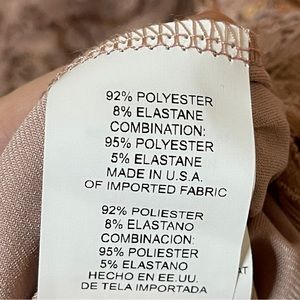 92% POLYESTER
8% ELASTANE
COMBINATION:
95% POLYESTER
5% ELASTANE
MADE IN U.S.A.
OF IMPORTED FABRIC
92% POLIESTER
8% ELASTANO
COMBINACION:
95% POLIESTER
5% ELASTANO
HECHO EN EE.UU.
DE TELA IMPORTADA